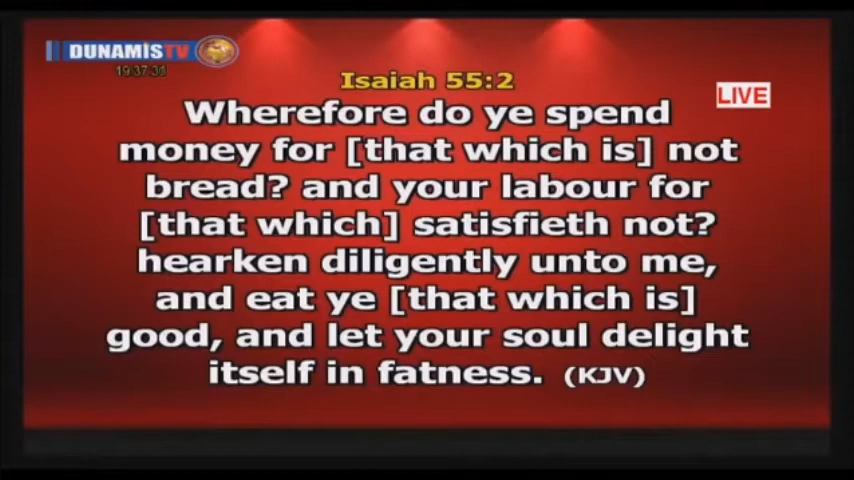 DUNAMIS TV
19:37:31
Isaiah 55:2
LIVE
Wherefore do ye spend
money for [that which is] not
bread? and your labour for
[that which] satisfieth not?
hearken diligently unto me,
and eat ye [that which is]
good, and let your soul delight
itself in fatness. (KJV)